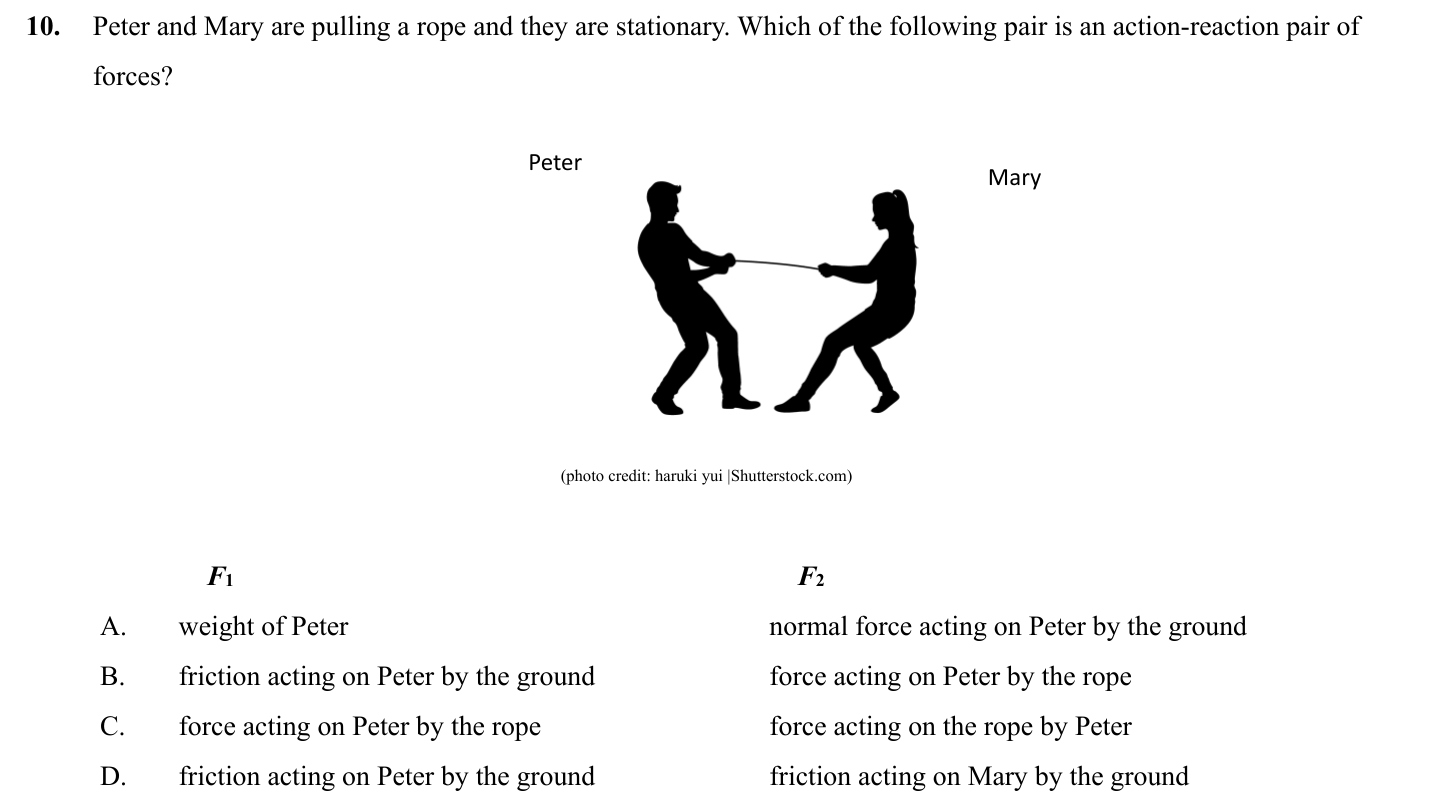 10. Peter and Mary are pulling a rope and they are stationary. Which of the following pair is an action-reaction pair of
forces?
Peter
Mary
(photo credit: haruki yui |Shutterstock.com)
F1 F2
A. weight of Peter normal force acting on Peter by the ground
B. friction acting on Peter by the ground force acting on Peter by the rope
C. force acting on Peter by the rope force acting on the rope by Peter
D. friction acting on Peter by the ground friction acting on Mary by the ground